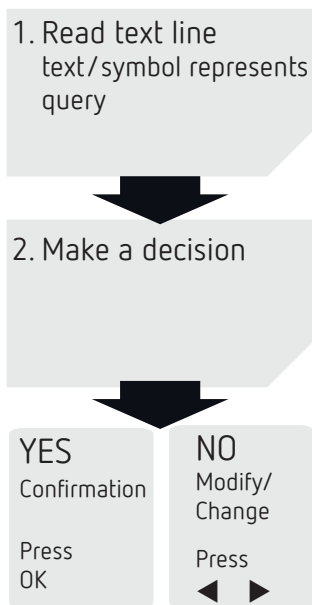 1. Read text line
text/symbol represents
query
2. Make a decision
YES
Confirmation
Press
OK
NO
Modify/
Change
Press
◀ ▶